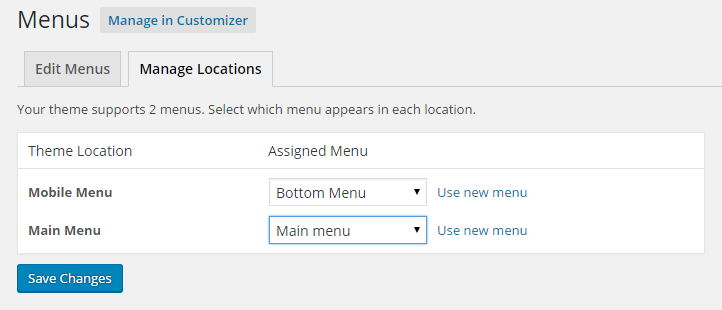 Menus Manage in Customizer
Edit Menus Manage Locations
Your theme supports 2 menus. Select which menu appears in each location.
Theme Location Assigned Menu
Mobile Menu Bottom Menu Use new menu
Main Menu Main menu Use new menu
Save Changes